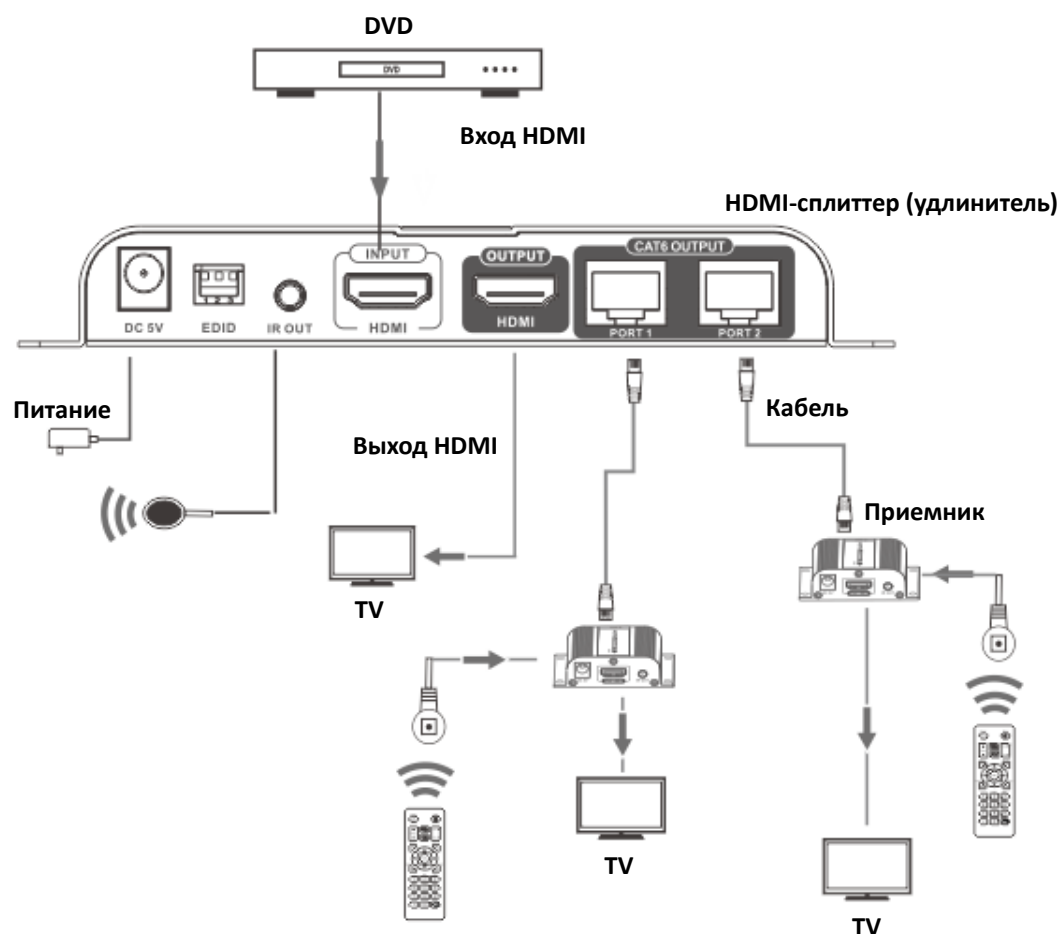 DVD
DVD
Вход HDMI
HDMI-сплиттер (удлинитель)
INPUT
OUTPUT
CAT6 OUTPUT
DC 5V
EDID
IR OUT
HDMI
HDMI
PORT 1
PORT 2
Питание
Выход HDMI
Кабель
Приемник
TV
TV
TV